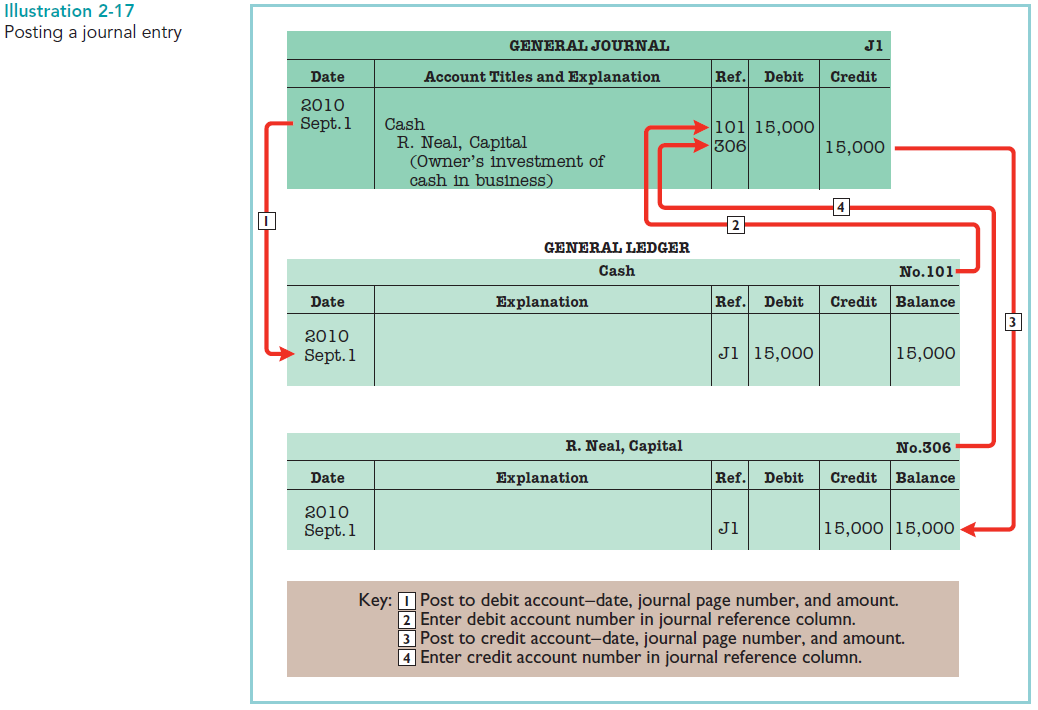 Illustration 2-17
Posting a journal entry
GENERAL JOURNAL J1
Date Account Titles and Explanation Ref. Debit Credit
2010
Sept. 1 Cash 101 15,000
R. Neal, Capital 306 15,000
(Owner's investment of
cash in business)
1
4
2
GENERAL LEDGER
Cash No.101
Date Explanation Ref. Debit Credit Balance
3
2010
Sept. 1 J1 15,000 15,000
R. Neal, Capital No.306
Date Explanation Ref. Debit Credit Balance
2010
Sept. 1 J1 15,000 15,000
Key: 1 Post to debit account–date, journal page number, and amount.
2 Enter debit account number in journal reference column.
3 Post to credit account–date, journal page number, and amount.
4 Enter credit account number in journal reference column.